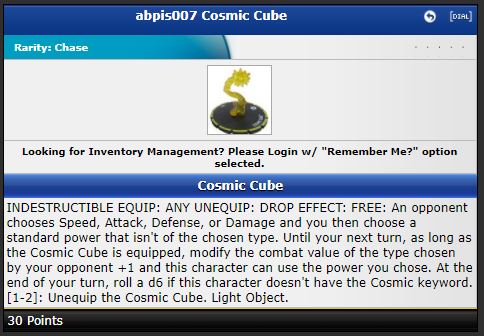 abpis007 Cosmic Cube
[DIAL]
Rarity: Chase
Looking for Inventory Management? Please Login w/ "Remember Me?" option
selected.
Cosmic Cube
INDESTRUCTIBLE EQUIP: ANY UNEQUIP: DROP EFFECT: FREE: An opponent
chooses Speed, Attack, Defense, or Damage and you then choose a
standard power that isn't of the chosen type. Until your next turn, as long as
the Cosmic Cube is equipped, modify the combat value of the type chosen
by your opponent +1 and this character can use the power you chose. At the
end of your turn, roll a d6 if this character doesn't have the Cosmic keyword.
[1-2]: Unequip the Cosmic Cube. Light Object.
30 Points